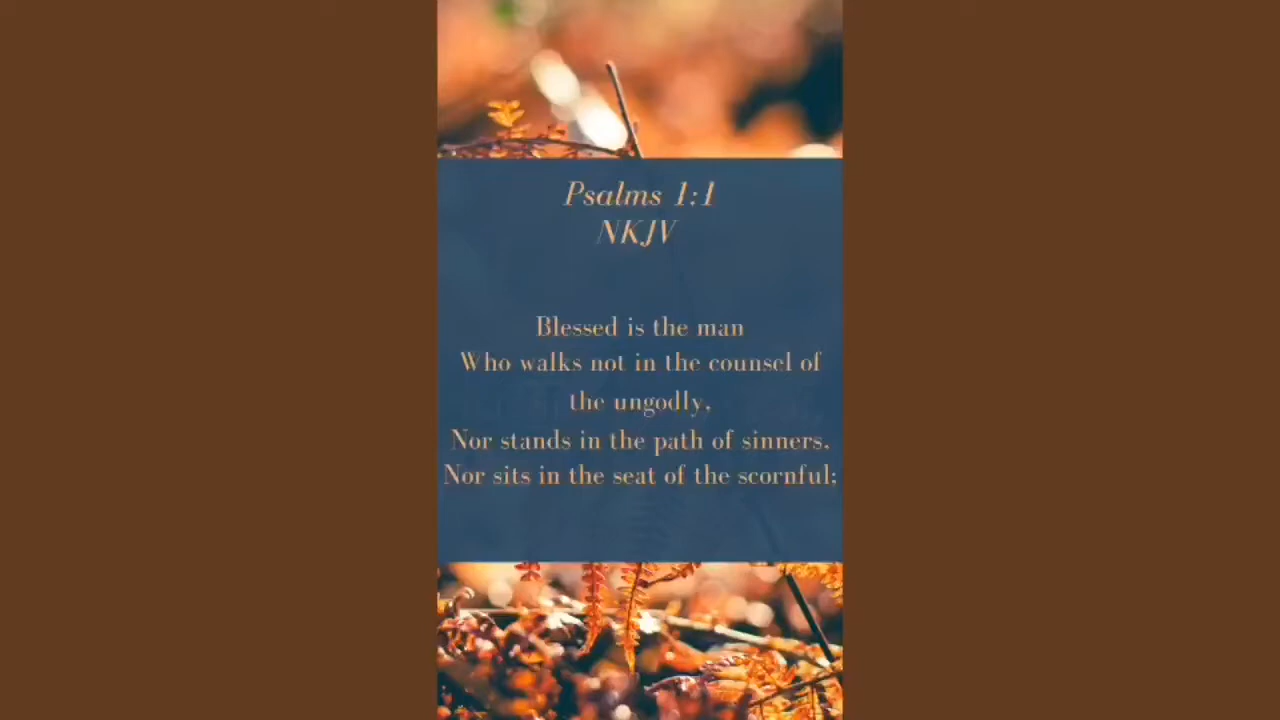 Psalms 1:1
NKJV
Blessed is the man
Who walks not in the counsel of
the ungodly,
Nor stands in the path of sinners,
Nor sits in the seat of the scornful;